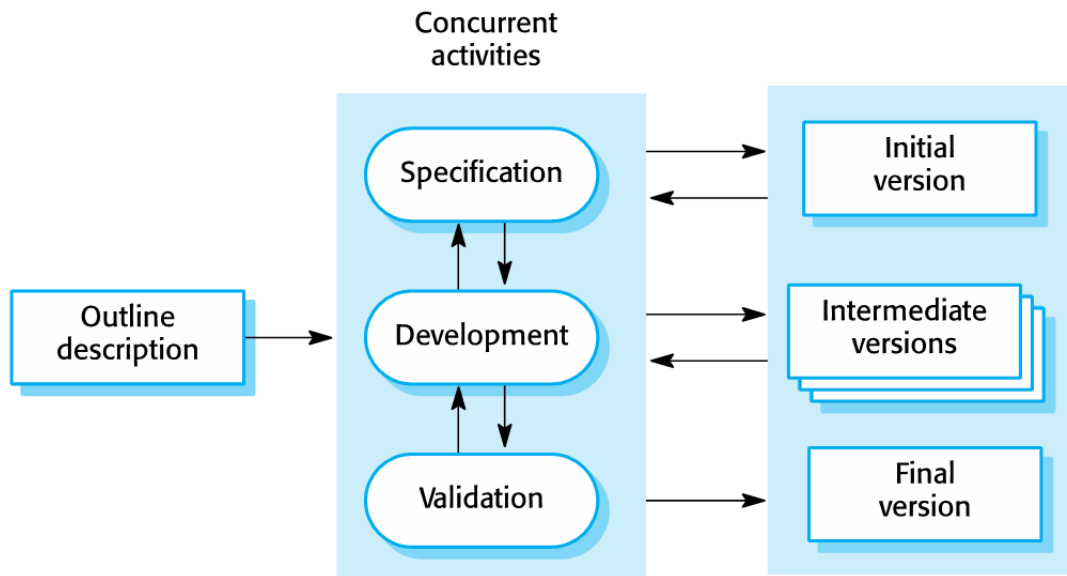 Concurrent
activities
Outline
description
Specification
Development
Validation
Initial
version
Intermediate
versions
Final
version